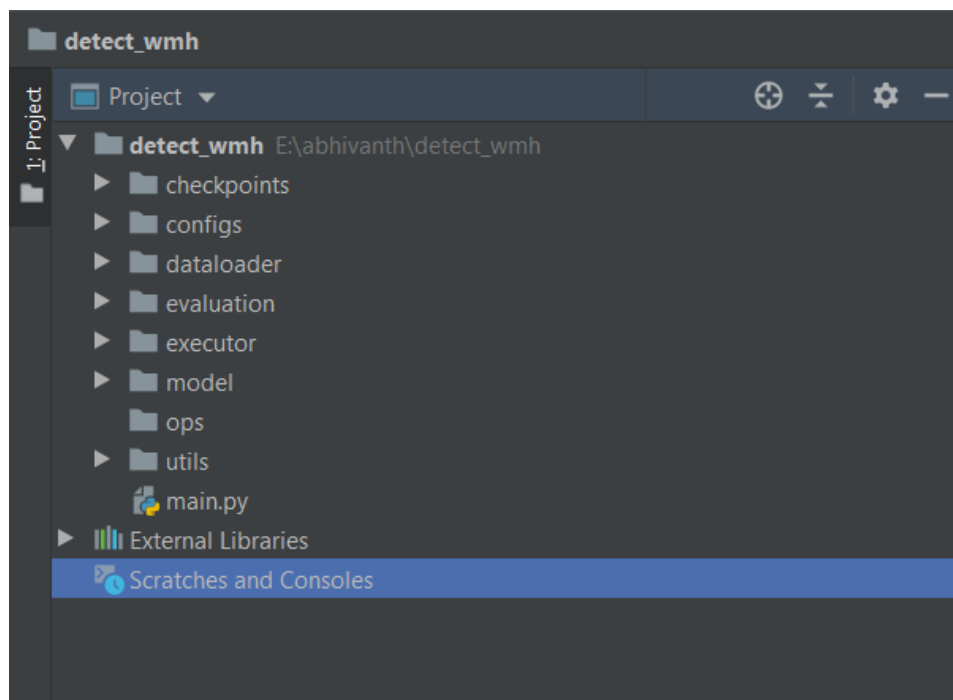 detect_wmh
1: Project
Project
detect_wmh E:\abhivanth\detect_wmh
checkpoints
configs
dataloader
evaluation
executor
model
ops
utils
main.py
External Libraries
Scratches and Consoles